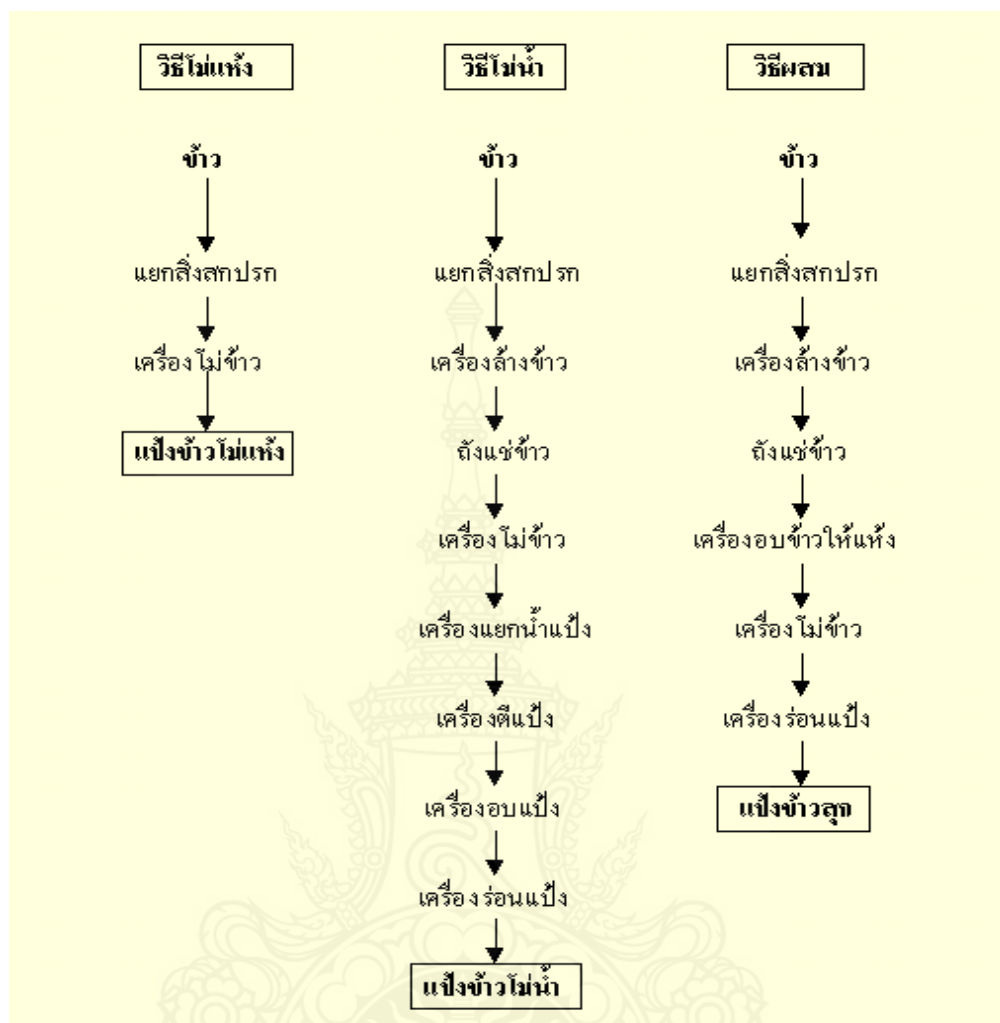 วิธีโม่แห้ง
ข้าว
แยกสิ่งสกปรก
เครื่องโม่ข้าว
แป้งข้าวโม่แห้ง
วิธีโม่น้ำ
ข้าว
แยกสิ่งสกปรก
เครื่องล้างข้าว
ถังแช่ข้าว
เครื่องโม่ข้าว
เครื่องแยกน้ำแป้ง
เครื่องตีแป้ง
เครื่องอบแป้ง
เครื่องร่อนแป้ง
แป้งข้าวโม่น้ำ
วิธีผสม
ข้าว
แยกสิ่งสกปรก
เครื่องล้างข้าว
ถังแช่ข้าว
เครื่องอบข้าวให้แห้ง
เครื่องโม่ข้าว
เครื่องร่อนแป้ง
แป้งข้าวสุก